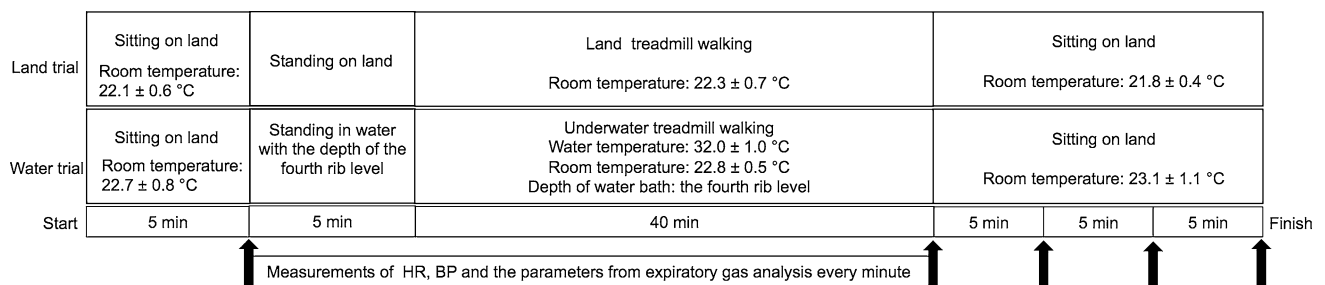 Land trial
Sitting on land
Room temperature:
22.1 ± 0.6 °C
Standing on land
Land treadmill walking
Room temperature: 22.3 ± 0.7 °C
Sitting on land
Room temperature: 21.8 ± 0.4 °C
Water trial
Sitting on land
Room temperature:
22.7 ± 0.8 °C
Standing in water
with the depth of the
fourth rib level
Underwater treadmill walking
Water temperature: 32.0 ± 1.0 °C
Room temperature: 22.8 ± 0.5 °C
Depth of water bath: the fourth rib level
Sitting on land
Room temperature: 23.1 ± 1.1 °C
Start 5 min 5 min 40 min 5 min 5 min 5 min Finish
Measurements of HR, BP and the parameters from expiratory gas analysis every minute